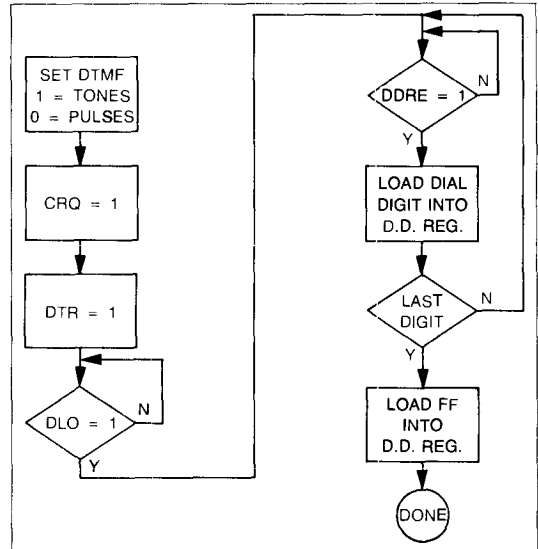 SET DTMF
1 = TONES
0 = PULSES
CRQ = 1
DTR = 1
DLO = 1
N
Y
DDRE = 1
N
Y
LOAD DIAL
DIGIT INTO
D.D. REG.
LAST
DIGIT
N
Y
LOAD FF
INTO
D.D. REG.
DONE